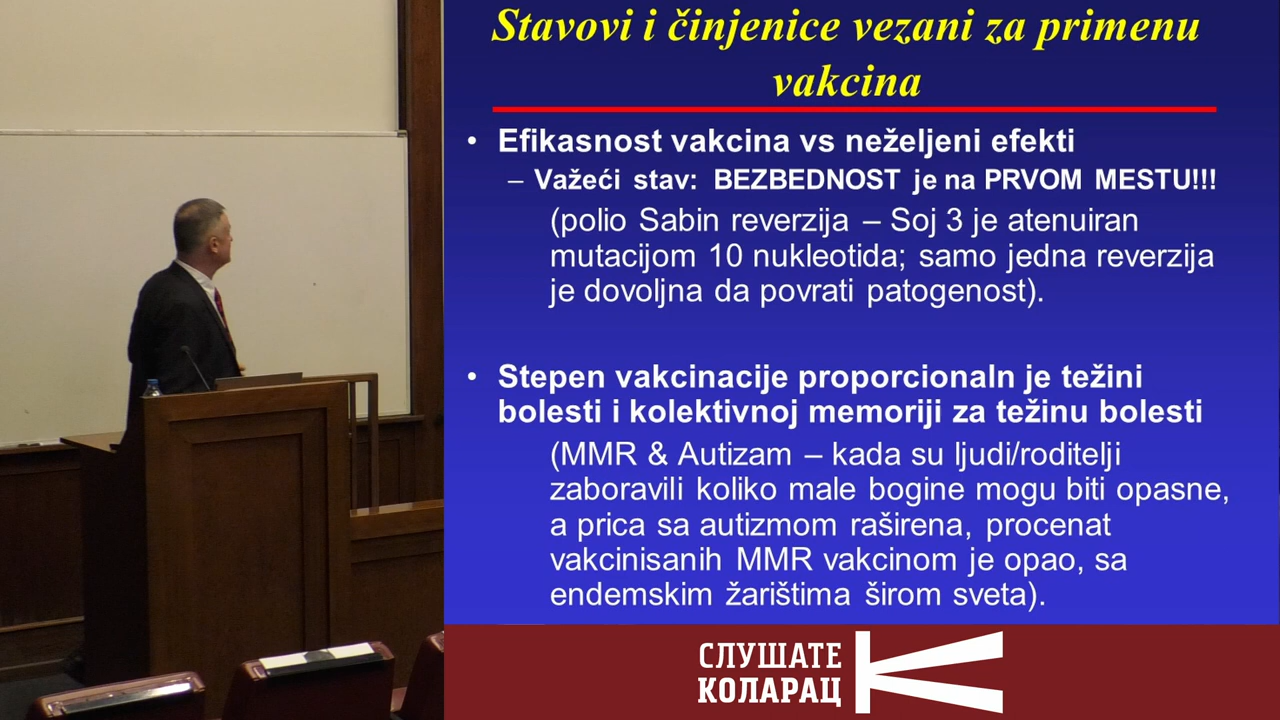 Stavovi i činjenice vezani za primenu
vakcina
• Efikasnost vakcina vs neželjeni efekti
– Važeći stav: BEZBEDNOST je na PRVOM MESTU!!!
(polio Sabin reverzija – Soj 3 je atenuiran
mutacijom 10 nukleotida; samo jedna reverzija
je dovoljna da povrati patogenost).
• Stepen vakcinacije proporcionaln je težini
bolesti i kolektivnoj memoriji za težinu bolesti
(MMR & Autizam – kada su ljudi/roditelji
zaboravili koliko male bogine mogu biti opasne,
a prica sa autizmom raširena, procenat
vakcinisanih MMR vakcinom je opao, sa
endemskim žarištima širom sveta).
СЛУШАТЕ
КОЛАРАЦ